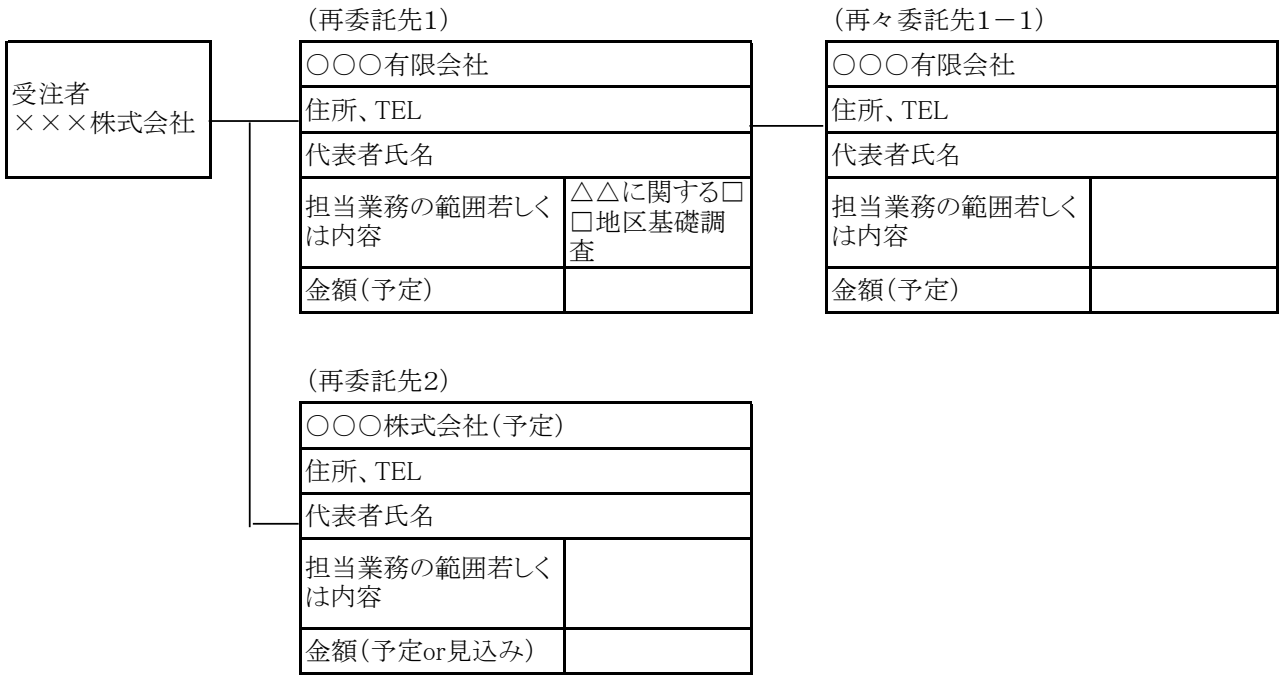 （再委託先1）
○○○有限会社
住所、TEL
代表者氏名
担当業務の範囲若しく
は内容
△△に関する□
□地区基礎調
査
金額（予定）
（再々委託先1－1）
○○○有限会社
住所、TEL
代表者氏名
担当業務の範囲若しく
は内容
金額（予定）
受注者
×××株式会社
（再委託先2）
○○○株式会社（予定）
住所、TEL
代表者氏名
担当業務の範囲若しく
は内容
金額（予定or見込み）